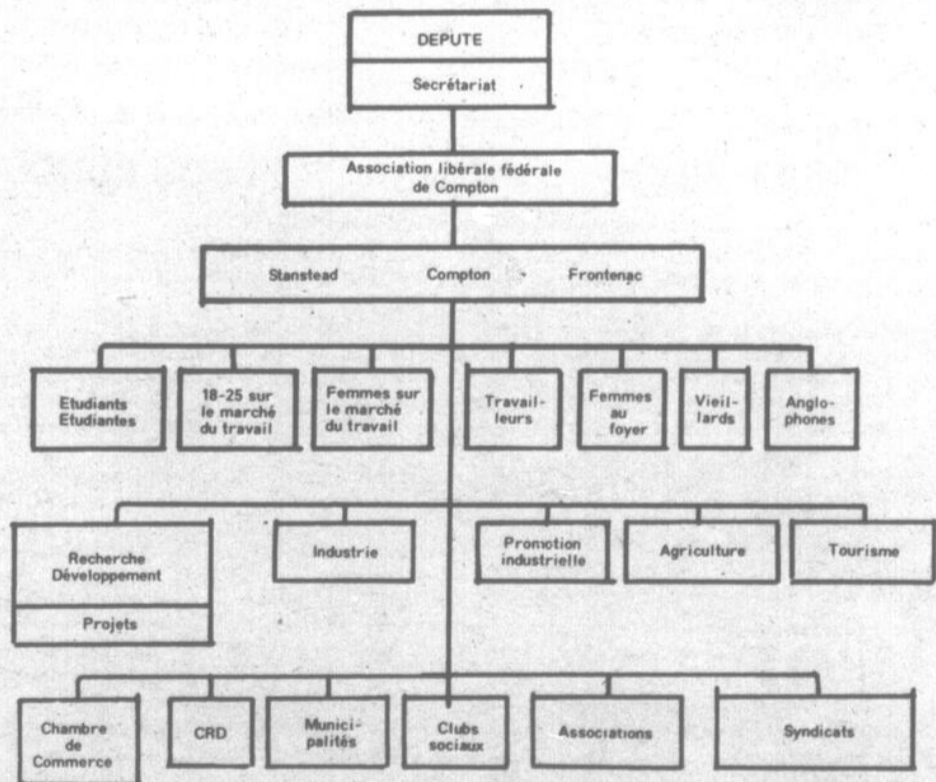 DEPUTE
Secrétariat
Association libérale fédérale
de Compton
Stanstead Compton - Frontenac
Etudiants
Etudiantes
18-25 sur
le marché
du travail
Femmes sur
le marché
du travail
Travail-
leurs
Femmes
au
foyer
Vieil-
lards
Anglo-
phones
Recherche
Développement
Projets
Industrie
Promotion
industrielle
Agriculture
Tourisme
Chambre
de
Commerce
CRD
Munici-
palités
Clubs
sociaux
Associations
Syndicats